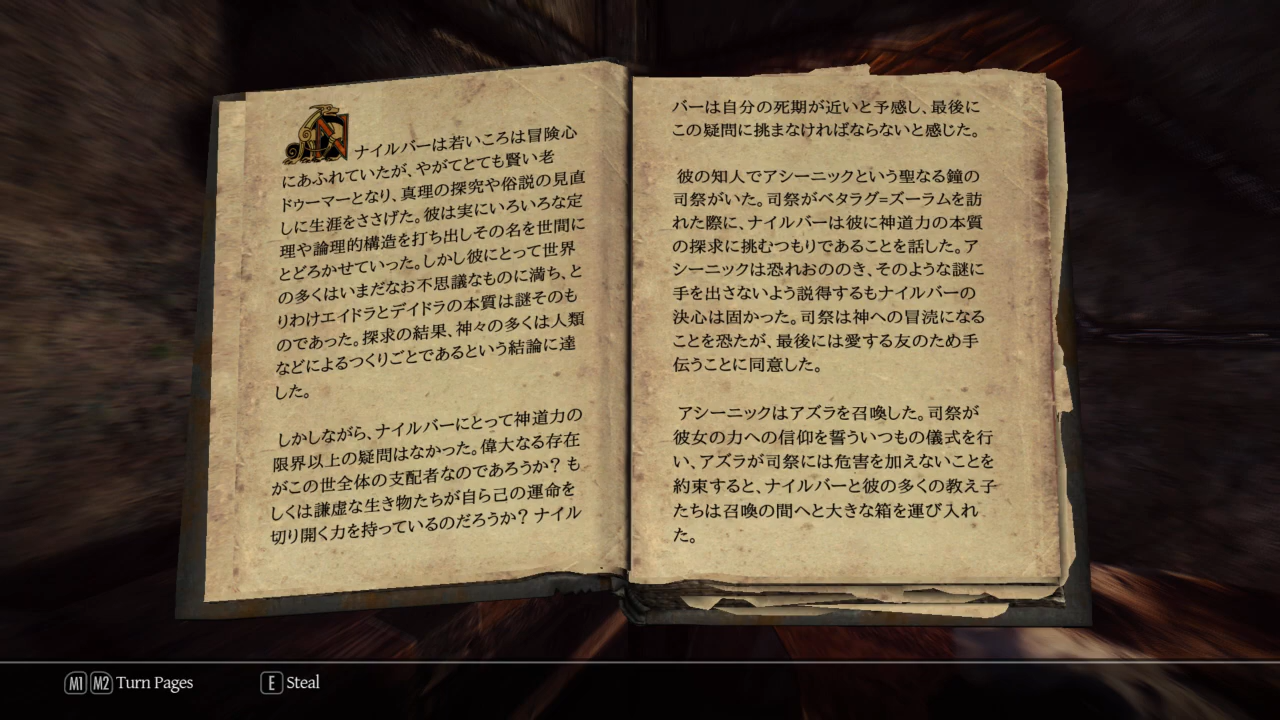 ナイルバーは若いころは冒険心
にあふれていたが、やがてとても賢い老
ドゥーマーとなり、真理の探究や俗説の見直
しに生涯をささげた。彼は実にいろいろな定
理や論理的構造を打ち出しその名を世間に
とどろかせていった。しかし彼にとって世界
の多くはいまだなお不思議なものに満ち、と
りわけエイドラとデイドラの本質は謎そのも
のであった。探求の結果、神々の多くは人類
などによるつくりごとであるという結論に達
した。
しかしながら、ナイルバーにとって神道力の
限界以上の疑問はなかった。偉大なる存在
がこの世全体の支配者なのであろうか? も
しくは謙虚な生き物たちが自ら己の運命を
切り開く力を持っているのだろうか? ナイル
バーは自分の死期が近いと予感し、最後に
この疑問に挑まなければならないと感じた。
彼の知人でアシーニックという聖なる鐘の
司祭がいた。司祭がベタラグ=ズーラムを訪
れた際に、ナイルバーは彼に神道力の本質
の探求に挑むつもりであることを話した。ア
シーニックは恐れおののき、そのような謎に
手を出さないよう説得するもナイルバーの
決心は固かった。司祭は神への冒涜になる
ことを恐たが、最後には愛する友のため手
伝うことに同意した。
アシーニックはアズラを召喚した。司祭が
彼女の力への信仰を誓ういつもの儀式を行
い、アズラが司祭には危害を加えないことを
約束すると、ナイルバーと彼の多くの教え子
たちは召喚の間へと大きな箱を運び入れ
た。
M1 M2 Turn Pages
E Steal